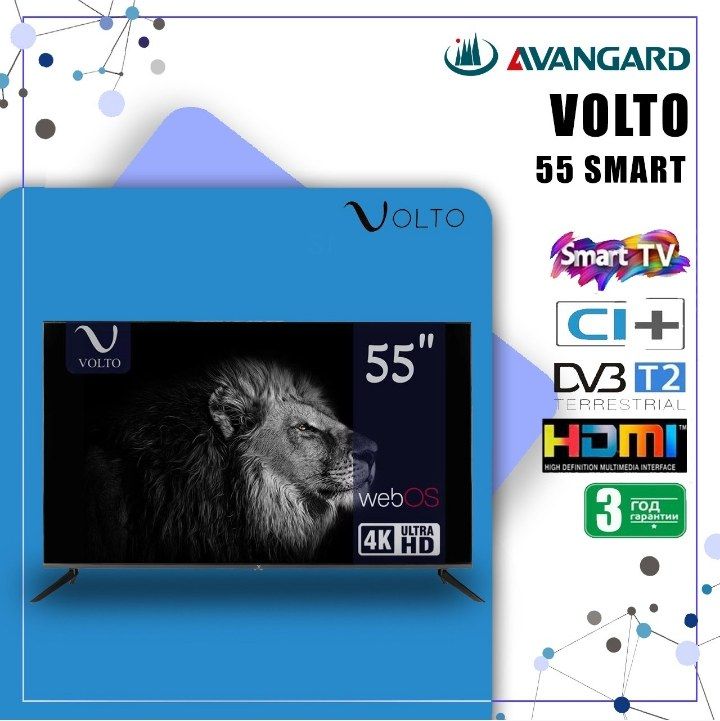 AVANGARD
VOLTO
55 SMART
VOLTO
Smart TV
CI+
DVB T2
TERRESTRIAL
HDMI™
HIGH DEFINITION MULTIMEDIA INTERFACE
3 ГОД
гарантии
VOLTO
55"
webOS
4K ULTRA
HD